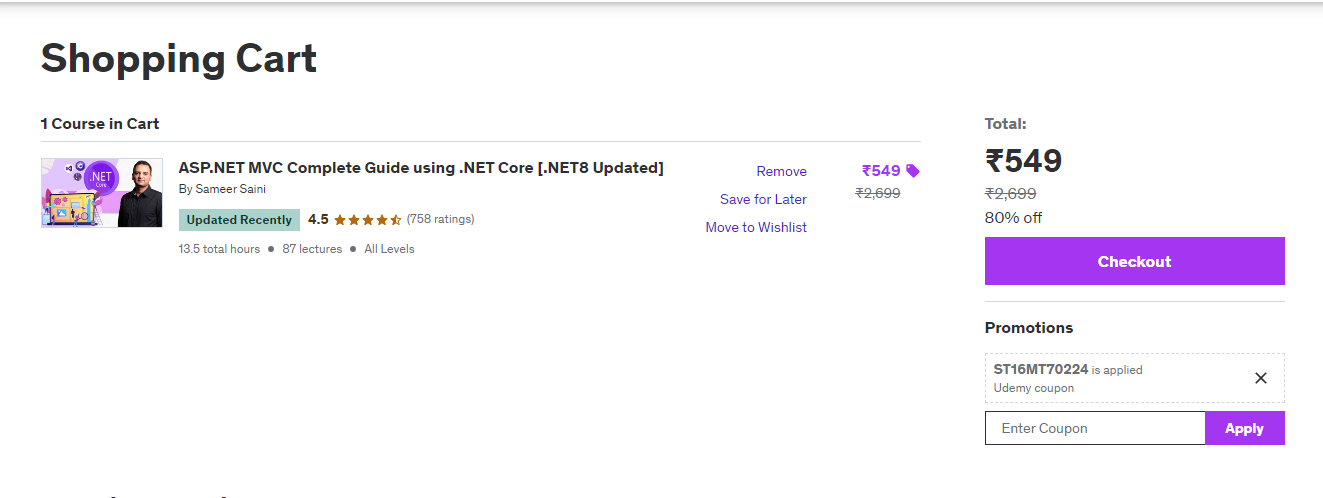 Shopping Cart
1 Course in Cart
.NET
Core
ASP.NET MVC Complete Guide using .NET Core [.NET8 Updated]
By Sameer Saini
Updated Recently 4.5 (758 ratings)
13.5 total hours • 87 lectures • All Levels
Remove
Save for Later
Move to Wishlist
₹549
₹2,699
Total:
₹549
₹2,699
80% off
Checkout
Promotions
ST16MT70224 is applied
Udemy coupon
Enter Coupon
Apply